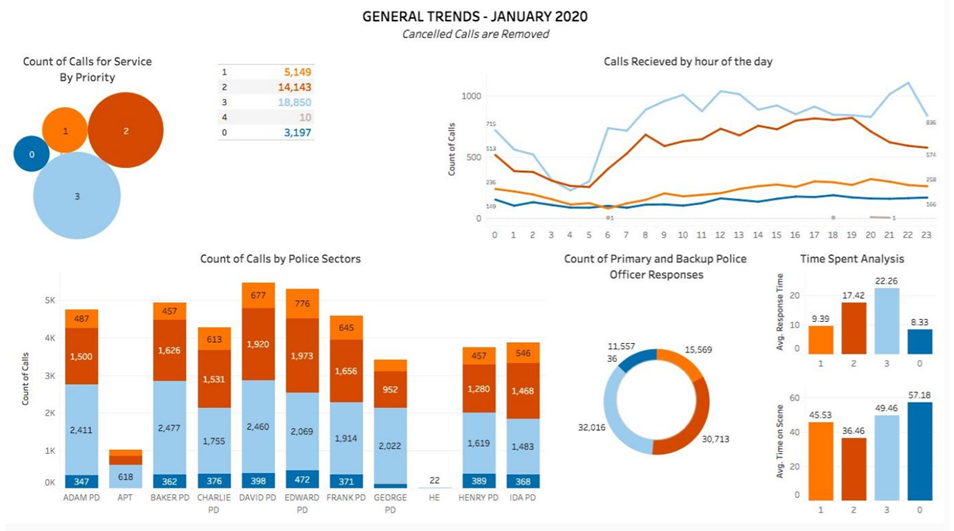 GENERAL TRENDS - JANUARY 2020
Cancelled Calls are Removed
Count of Calls for Service
By Priority
1
2
0
3
1 5,149
2 14,143
3 18,850
4 10
0 3,197
Calls Recieved by hour of the day
Count of Calls
1000
500
0
715
513
236
149
836
574
258
166
1
1
0 1 2 3 4 5 6 7 8 9 10 11 12 13 14 15 16 17 18 19 20 21 22 23
Count of Calls by Police Sectors
Count of Calls
5K
4K
3K
2K
1K
0K
487 457 613 677 776 645 457 546
1,500 1,626 1,531 1,920 1,973 1,656 952 1,280 1,468
2,411 618 2,477 1,755 2,460 2,069 1,914 2,022 22 1,619 1,483
347 362 376 398 472 371 389 368
ADAM PD APT BAKER PD CHARLIE PD DAVID PD EDWARD PD FRANK PD GEORGE PD HE HENRY PD IDA PD
Count of Primary and Backup Police
Officer Responses
11,557
36
15,569
32,016
30,713
Time Spent Analysis
Avg. Response Time
20
10
0
9.39 17.42 22.26 8.33
1 2 3 0
Avg. Time on Scene
60
40
20
0
45.53 36.46 49.46 57.18
1 2 3 0